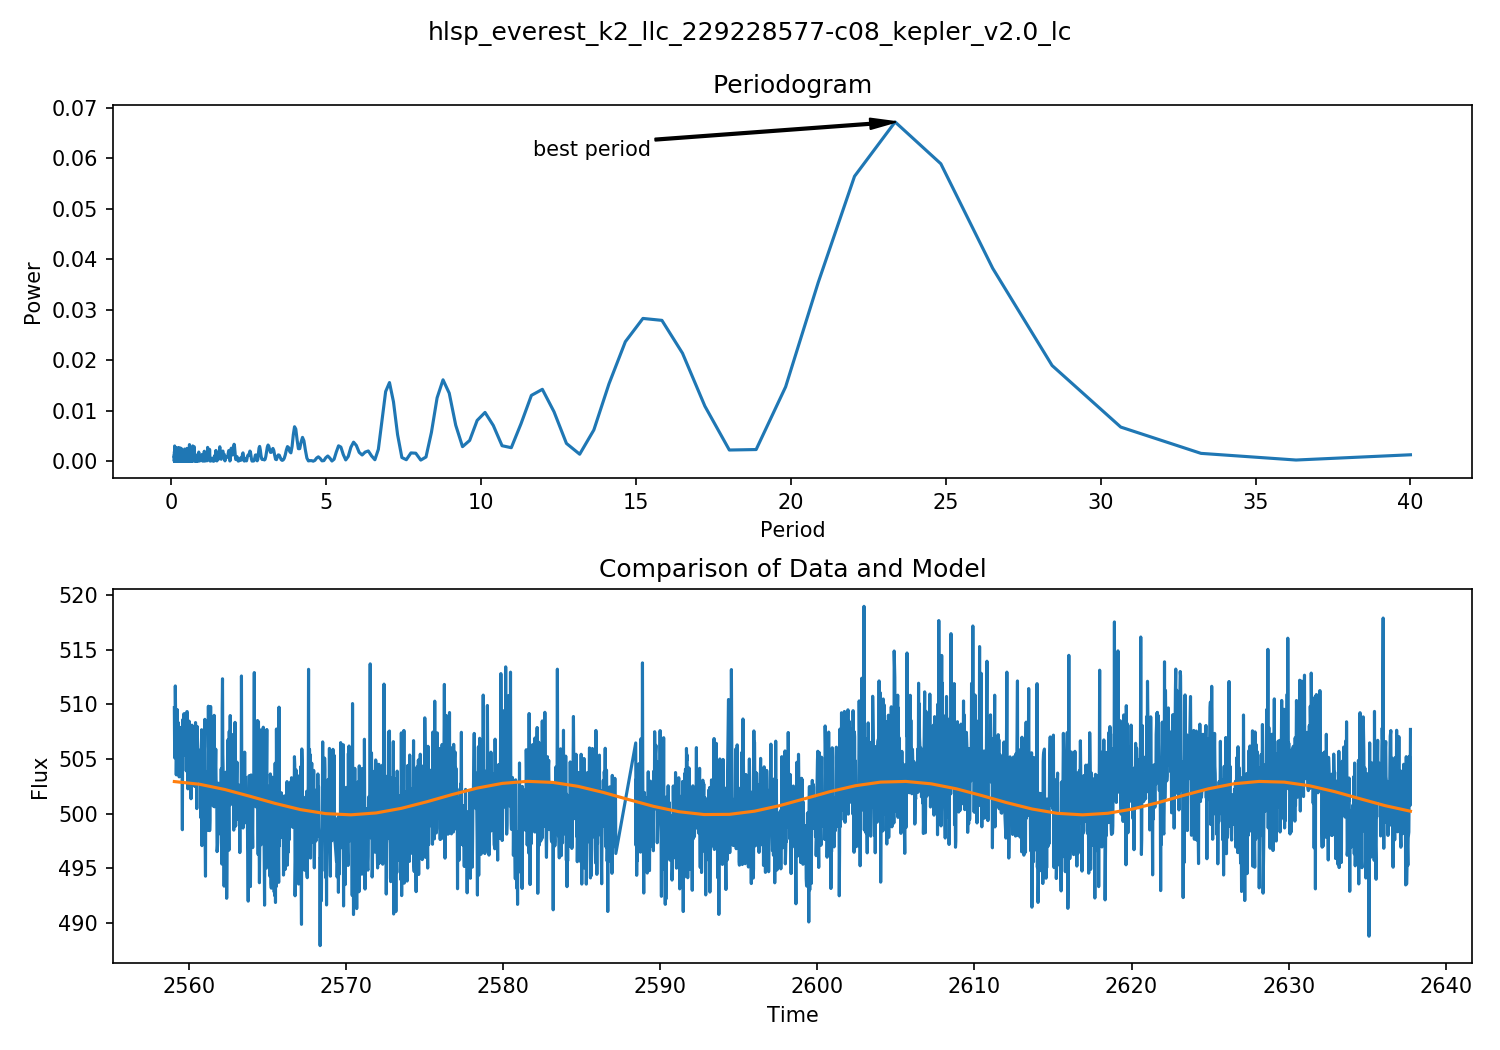 hlsp_everest_k2_llc_229228577-c08_kepler_v2.0_lc
Periodogram
0.07
0.06
0.05
0.04
0.03
0.02
0.01
0.00
Power
best period
0 5 10 15 20 25 30 35 40
Period
Comparison of Data and Model
520
515
510
505
500
495
490
Flux
2560 2570 2580 2590 2600 2610 2620 2630 2640
Time